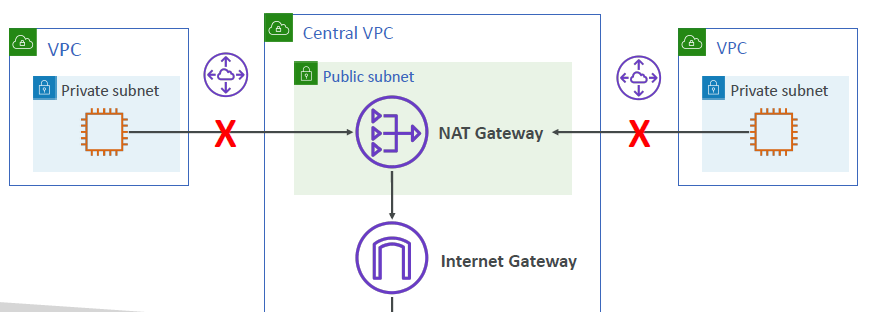 VPC
Private subnet
X
Central VPC
Public subnet
NAT Gateway
Internet Gateway
X
VPC
Private subnet